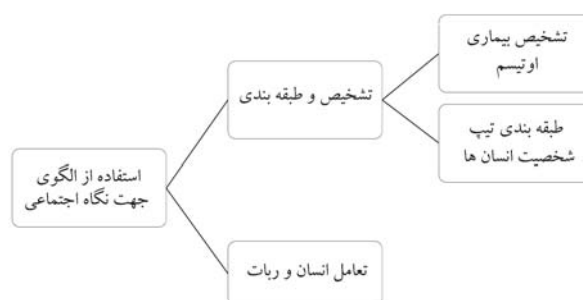 تشخیص بیماری
اوتیسم
تشخیص و طبقه بندی
طبقه بندی تیپ
شخصیت انسان ها
استفاده از الگوی
جهت نگاه اجتماعی
تعامل انسان و ربات